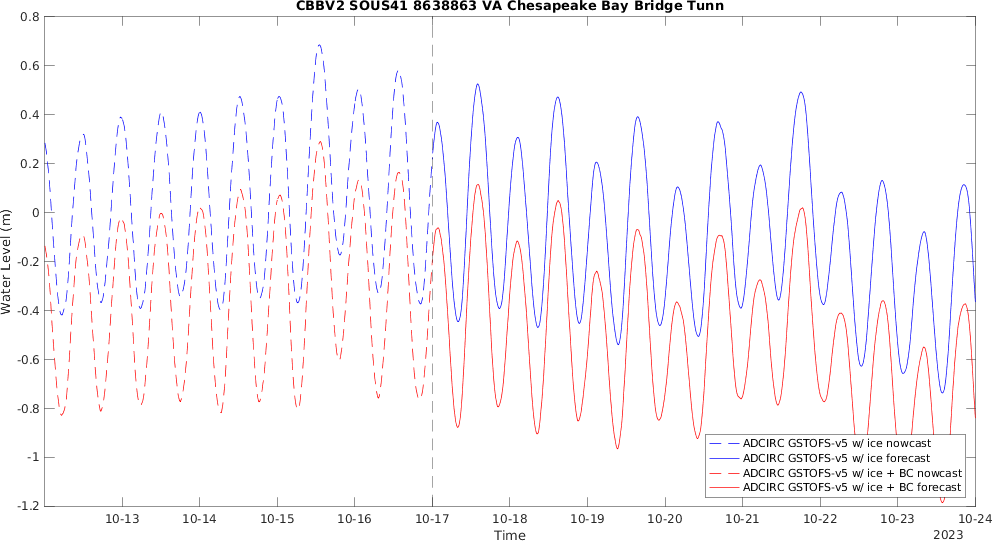 CBBV2 SOUS41 8638863 VA Chesapeake Bay Bridge Tunn
0.8
0.6
0.4
0.2
0
-0.2
-0.4
-0.6
-0.8
-1
-1.2
Water Level (m)
10-13 10-14 10-15 10-16 10-17 10-18 10-19 10-20 10-21 10-22 10-23 10-24
2023
Time
ADCIRC GSTOFS-v5 w/ ice nowcast
ADCIRC GSTOFS-v5 w/ ice forecast
ADCIRC GSTOFS-v5 w/ ice + BC nowcast
ADCIRC GSTOFS-v5 w/ ice + BC forecast